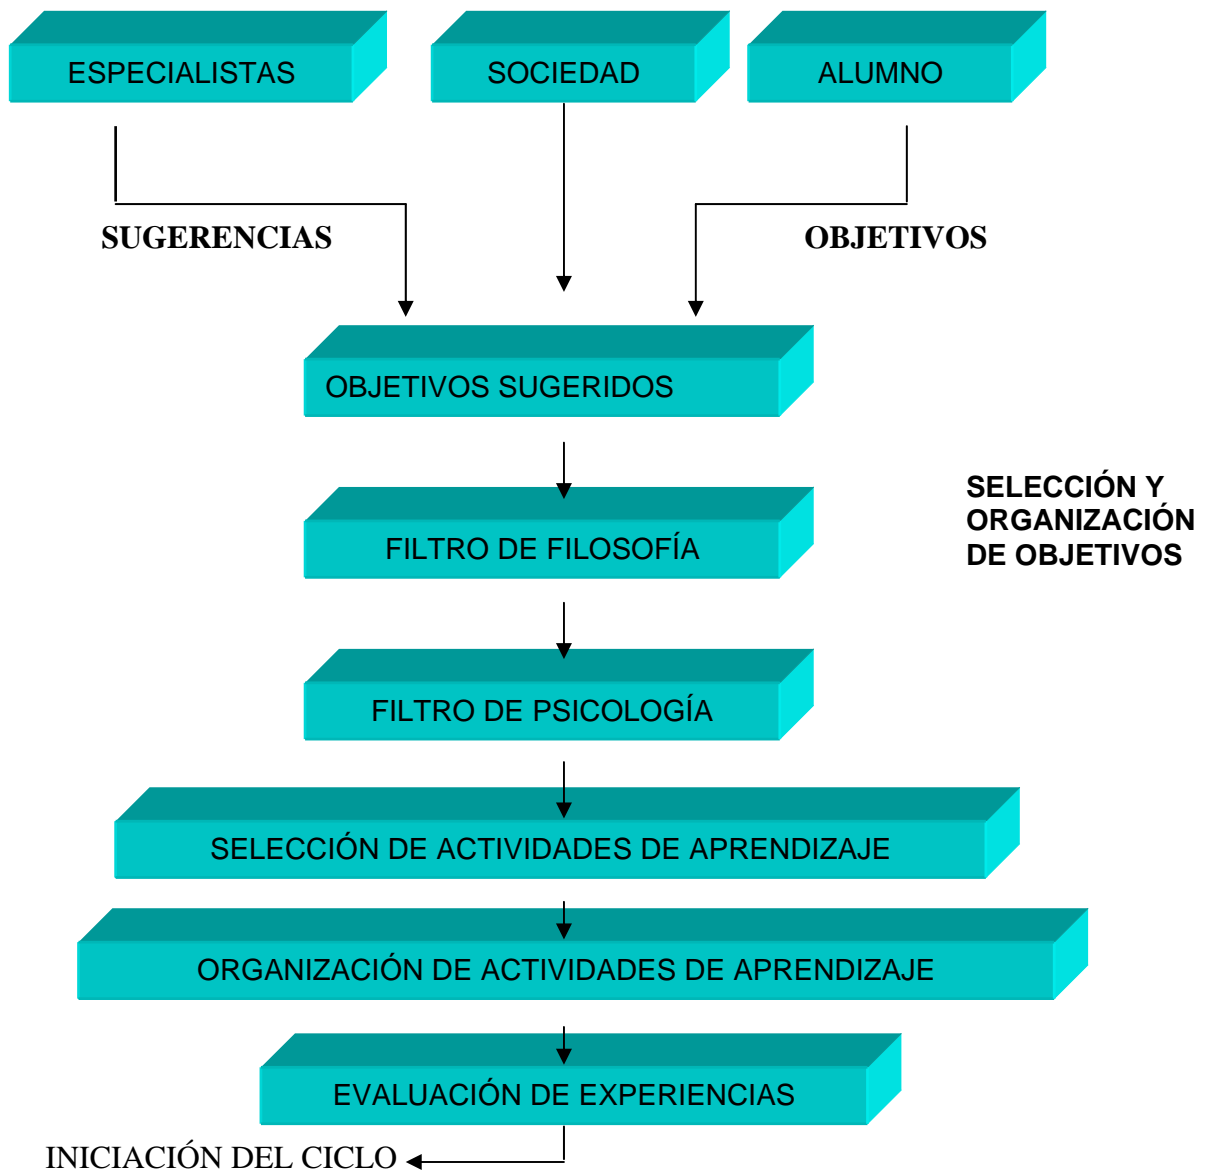 ESPECIALISTAS
SOCIEDAD
ALUMNO
SUGERENCIAS
OBJETIVOS
OBJETIVOS SUGERIDOS
SELECCIÓN Y
ORGANIZACIÓN
DE OBJETIVOS
FILTRO DE FILOSOFÍA
FILTRO DE PSICOLOGÍA
SELECCIÓN DE ACTIVIDADES DE APRENDIZAJE
ORGANIZACIÓN DE ACTIVIDADES DE APRENDIZAJE
EVALUACIÓN DE EXPERIENCIAS
INICIACIÓN DEL CICLO